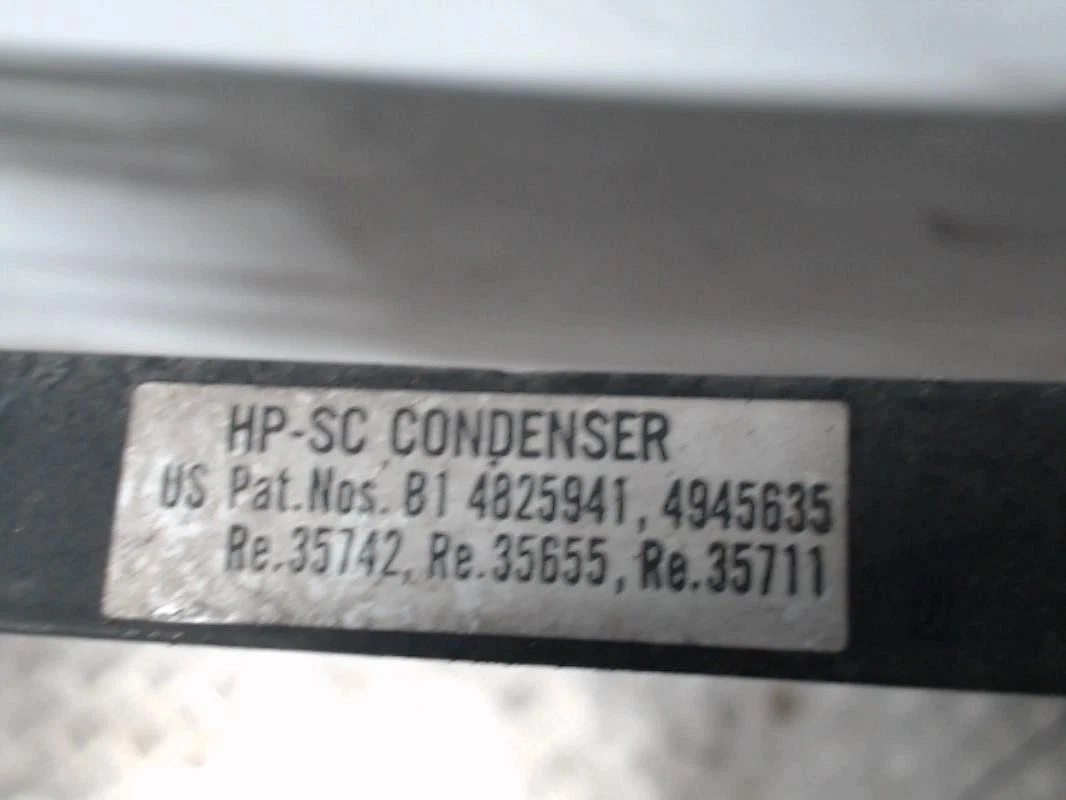 HP-SC CONDENSER
US Pat.Nos. B1 4825941, 4945635
Re.35742, Re.35655, Re.35711